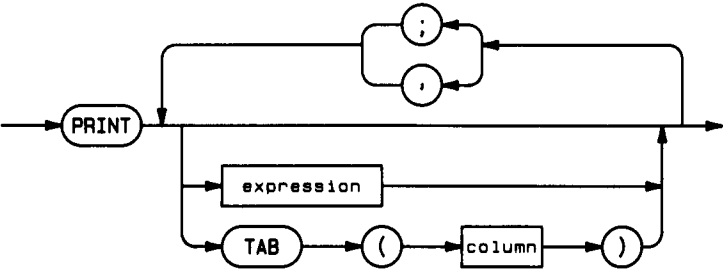 ;
,
PRINT
expression
TAB ( column )